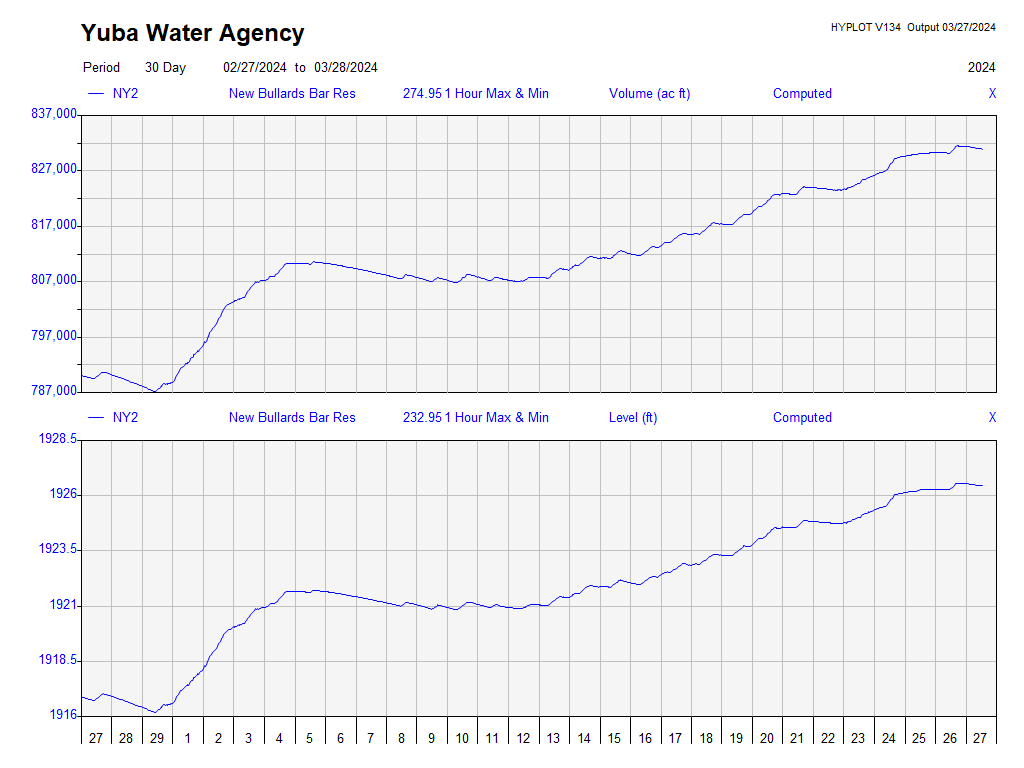 Yuba Water Agency
HYPLOT V134 Output 03/27/2024
Period 30 Day 02/27/2024 to 03/28/2024 2024
NY2 New Bullards Bar Res 274.95 1 Hour Max & Min Volume (ac ft) Computed X
837,000
827,000
817,000
807,000
797,000
787,000
NY2 New Bullards Bar Res 232.95 1 Hour Max & Min Level (ft) Computed X
1928.5
1926
1923.5
1921
1918.5
1916
27 28 29 1 2 3 4 5 6 7 8 9 10 11 12 13 14 15 16 17 18 19 20 21 22 23 24 25 26 27